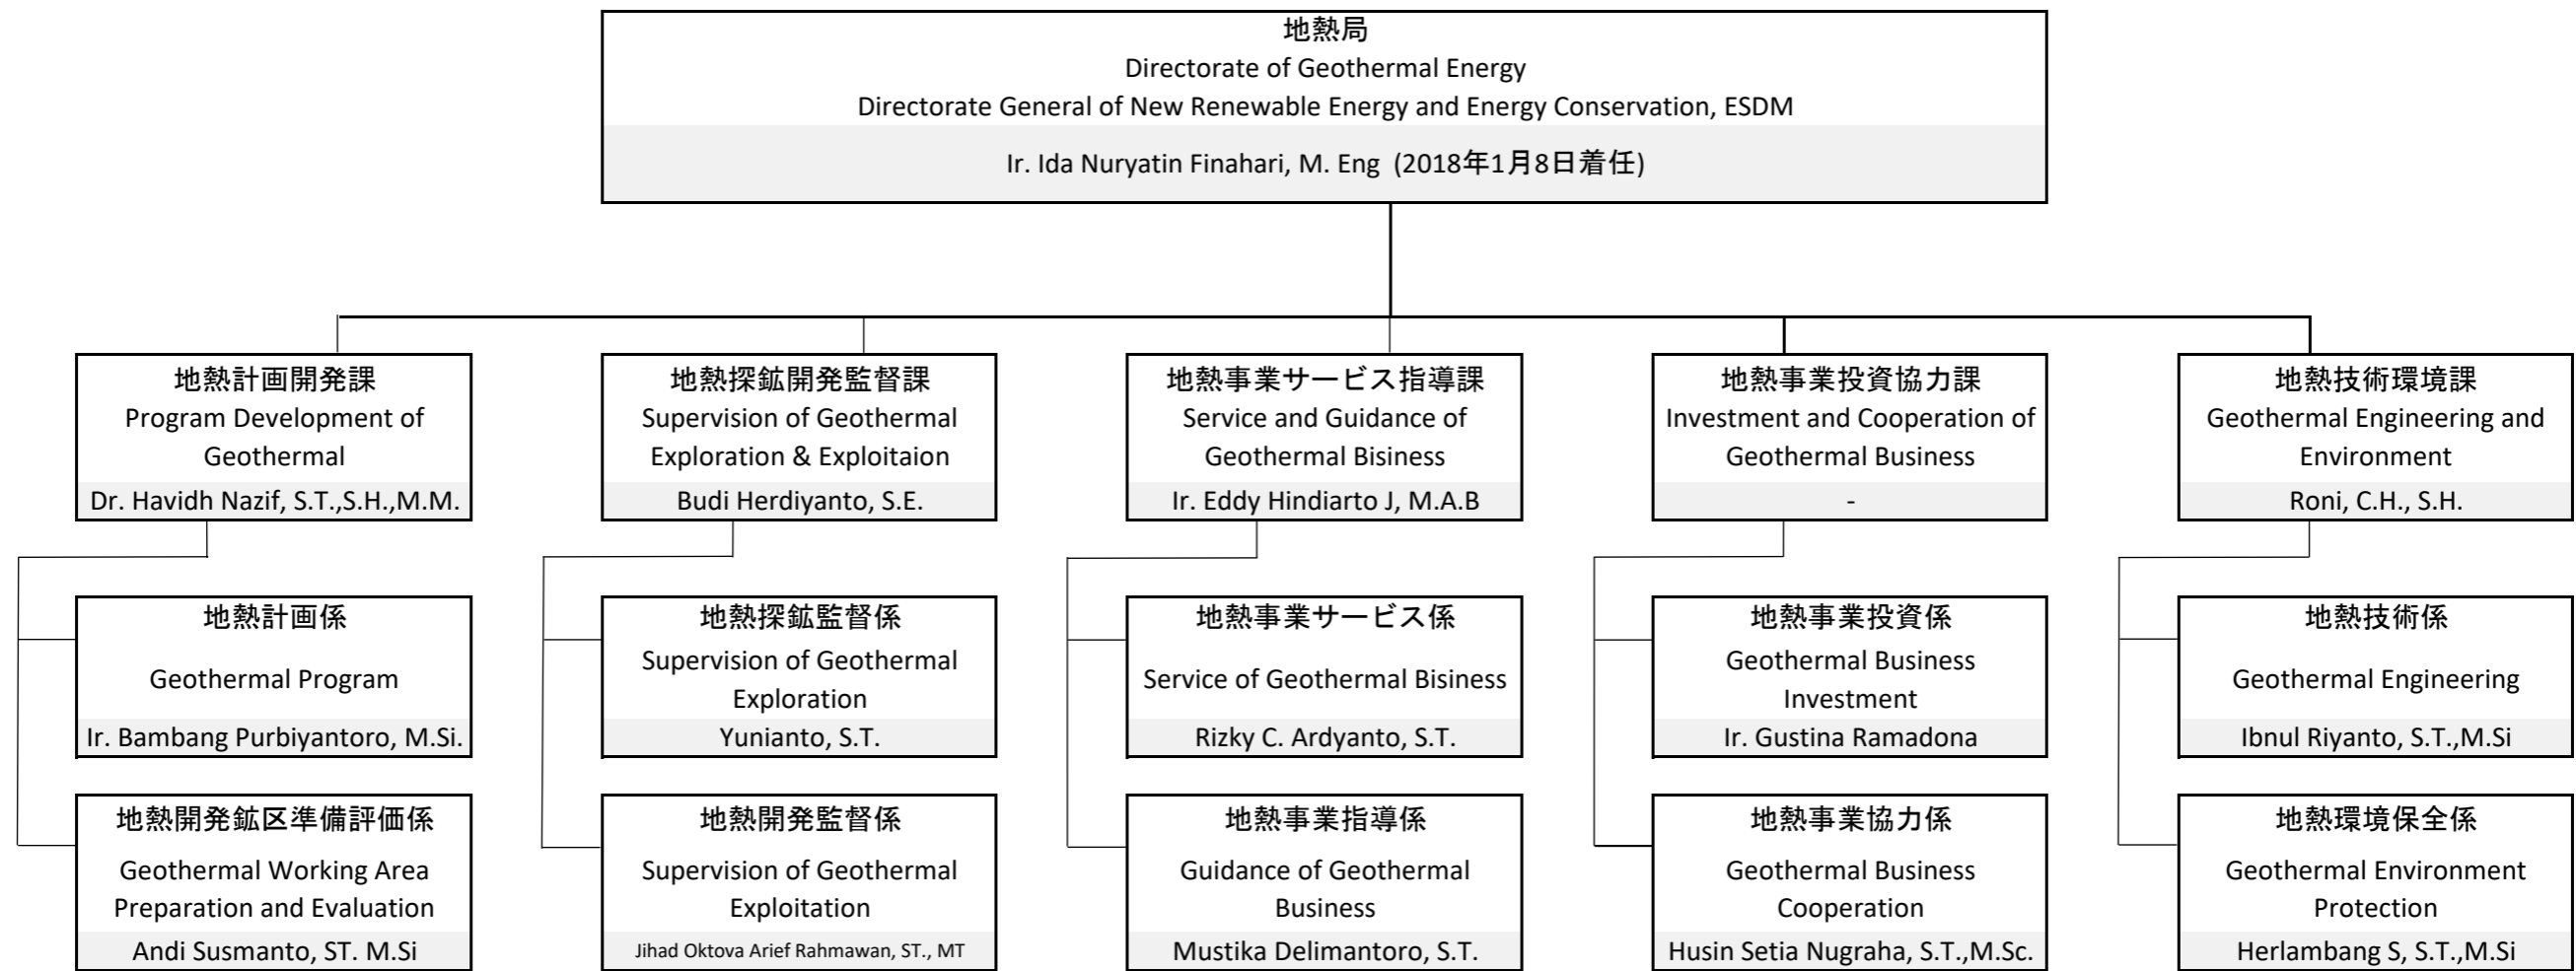 地熱局
Directorate of Geothermal Energy
Directorate General of New Renewable Energy and Energy Conservation, ESDM
Ir. Ida Nuryatin Finahari, M. Eng (2018年1月8日着任)
地熱計画開発課
Program Development of
Geothermal
Dr. Havidh Nazif, S.T.,S.H.,M.M.
地熱探鉱開発監督課
Supervision of Geothermal
Exploration & Exploitaion
Budi Herdiyanto, S.E.
地熱事業サービス指導課
Service and Guidance of
Geothermal Bisiness
Ir. Eddy Hindiarto J, M.A.B
地熱事業投資協力課
Investment and Cooperation of
Geothermal Business
-
地熱技術環境課
Geothermal Engineering and
Environment
Roni, C.H., S.H.
地熱計画係
Geothermal Program
Ir. Bambang Purbiyantoro, M.Si.
地熱探鉱監督係
Supervision of Geothermal
Exploration
Yunianto, S.T.
地熱事業サービス係
Service of Geothermal Bisiness
Rizky C. Ardyanto, S.T.
地熱事業投資係
Geothermal Business
Investment
Ir. Gustina Ramadona
地熱技術係
Geothermal Engineering
Ibnul Riyanto, S.T.,M.Si
地熱開発鉱区準備評価係
Geothermal Working Area
Preparation and Evaluation
Andi Susmanto, ST. M.Si
地熱開発監督係
Supervision of Geothermal
Exploitation
Jihad Oktova Arief Rahmawan, ST., MT
地熱事業指導係
Guidance of Geothermal
Business
Mustika Delimantoro, S.T.
地熱事業協力係
Geothermal Business
Cooperation
Husin Setia Nugraha, S.T.,M.Sc.
地熱環境保全係
Geothermal Environment
Protection
Herlambang S, S.T.,M.Si